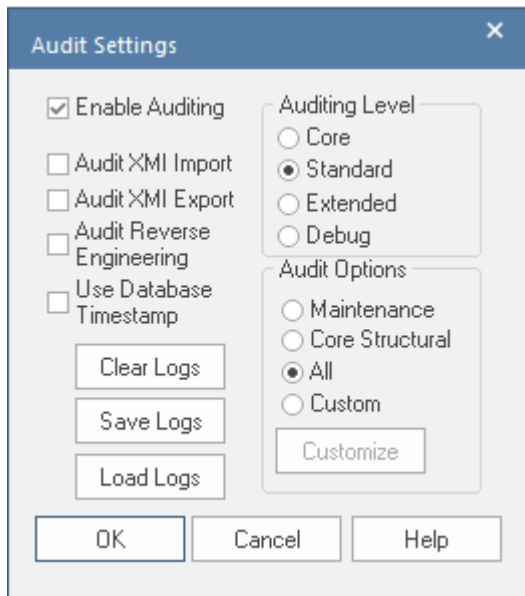 Audit Settings
Enable Auditing
Audit XMI Import
Audit XMI Export
Audit Reverse
Engineering
Use Database
Timestamp
Clear Logs
Save Logs
Load Logs
Auditing Level
Core
Standard
Extended
Debug
Audit Options
Maintenance
Core Structural
All
Custom
Customize
OK
Cancel
Help